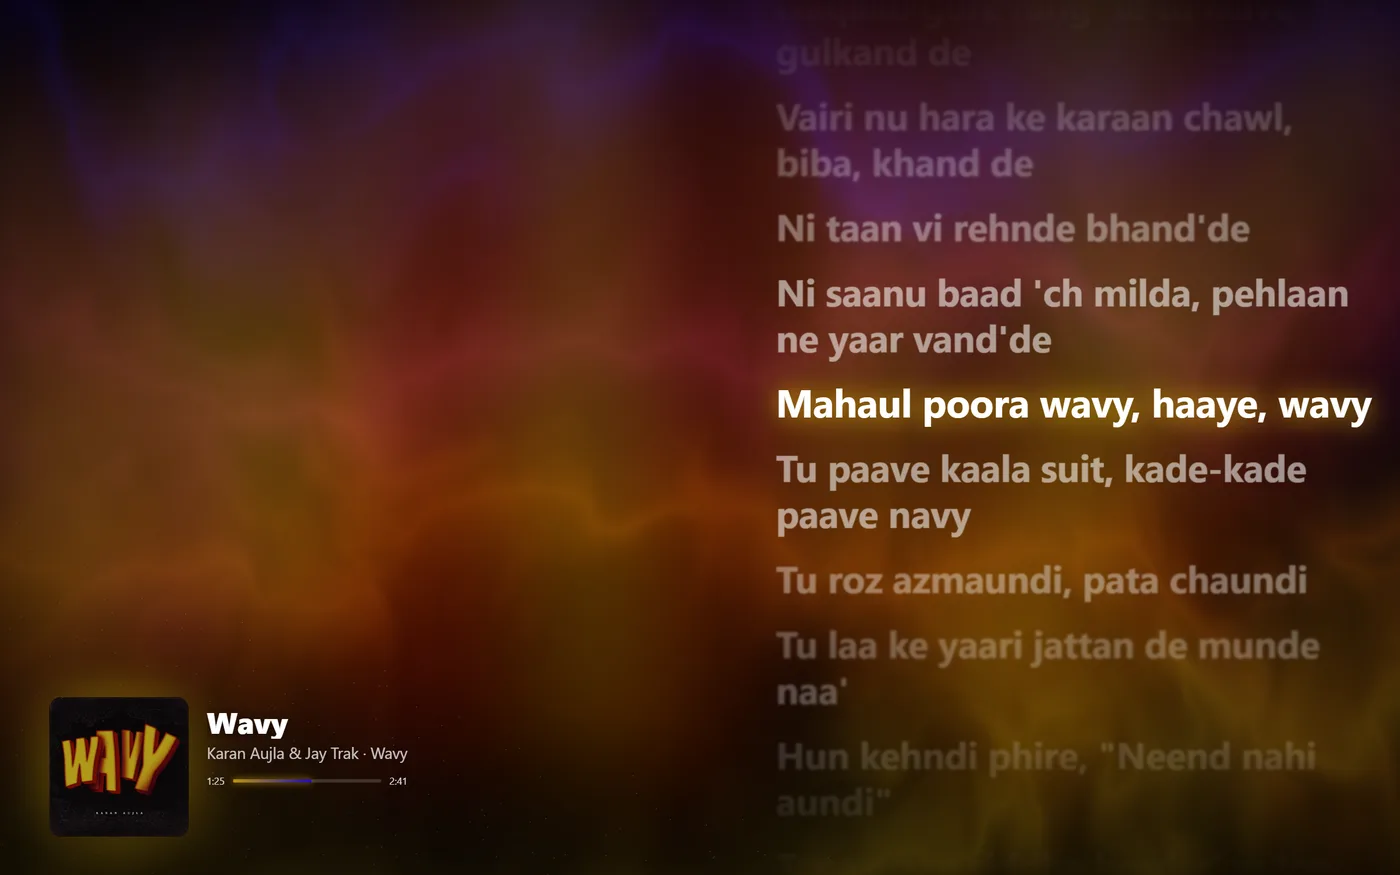 gulkand de
Vairi nu hara ke karaan chawl,
biba, khand de
Ni taan vi rehnde bhand'de
Ni saanu baad 'ch milda, pehlaan
ne yaar vand'de
Mahaul poora wavy, haaye, wavy
Tu paave kaala suit, kade-kade
paave navy
Tu roz azmaundi, pata chaundi
Tu laa ke yaari jattan de munde
naa'
Hun kehndi phire, "Neend nahi
aundi"
WAVY
KARAN AUJLA
Wavy
Karan Aujla & Jay Trak · Wavy
1:25
2:41